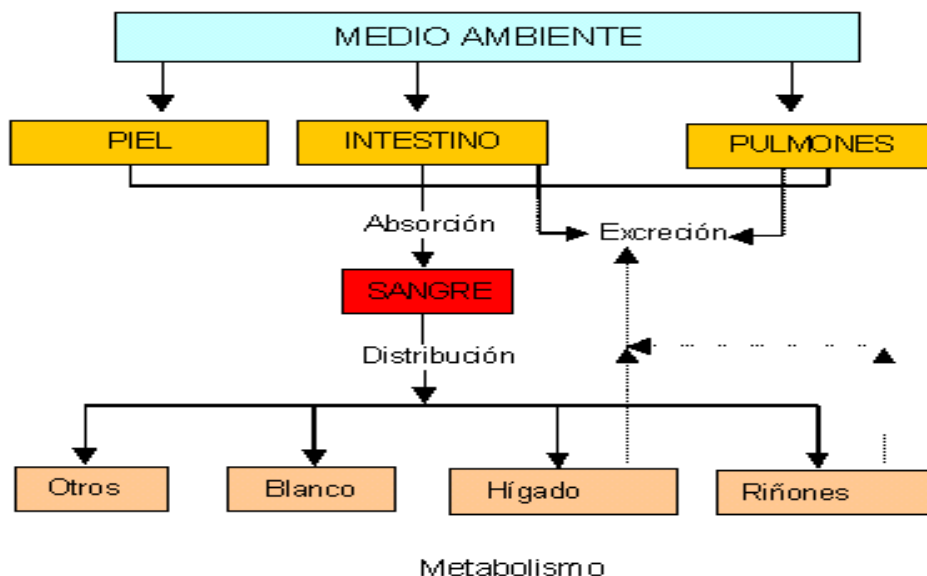 MEDIO AMBIENTE
PIEL
INTESTINO
PULMONES
Absorción
Excreción
SANGRE
Distribución
Otros
Blanco
Hígado
Riñones
Metabolismo